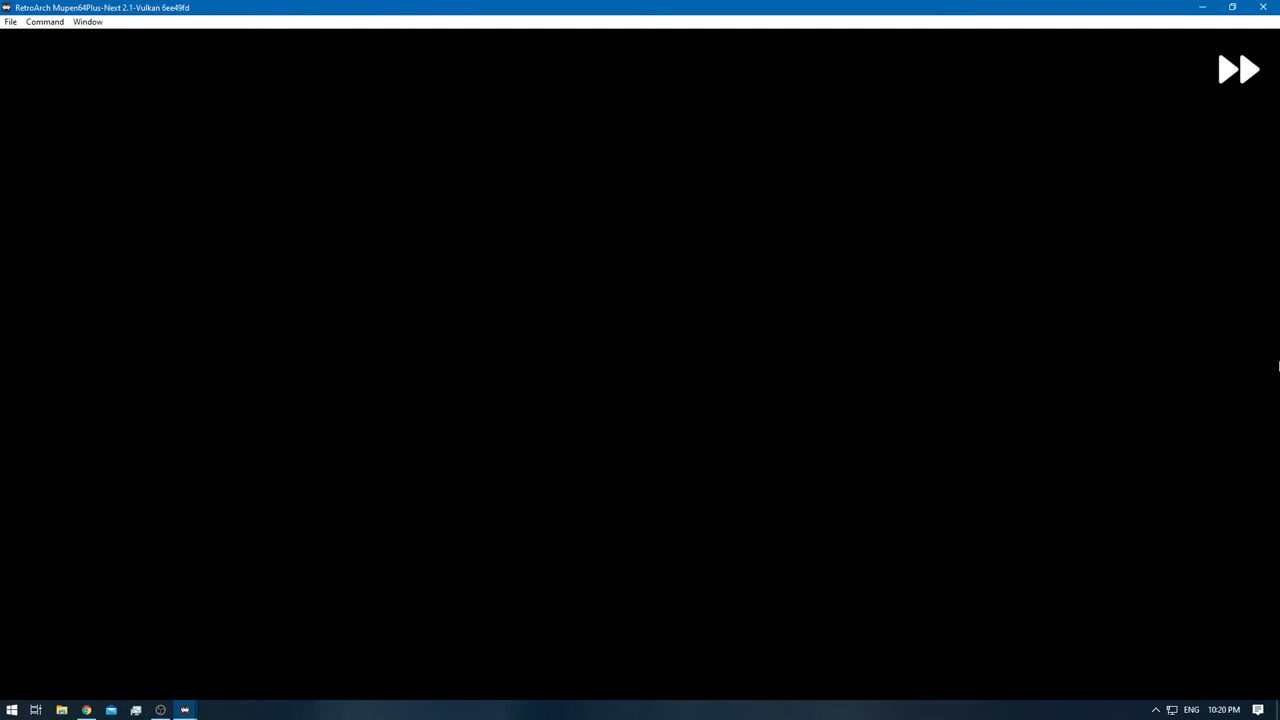 RetroArch Mupen64Plus-Next 2.1-Vulkan 6ee49fd
File Command Window
ENG 10:20 PM